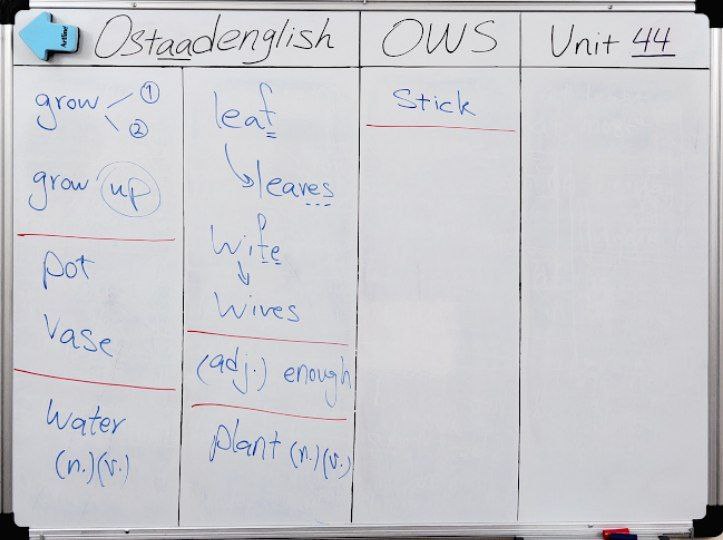 Artline
Ostaadenglish
OWS
Unit 44
grow
①
②
grow up
pot
Vase
Water
(n.)(v.)
leaf
leaves
Wife
Wives
(adj.) enough
plant (n.)(v.)
Stick